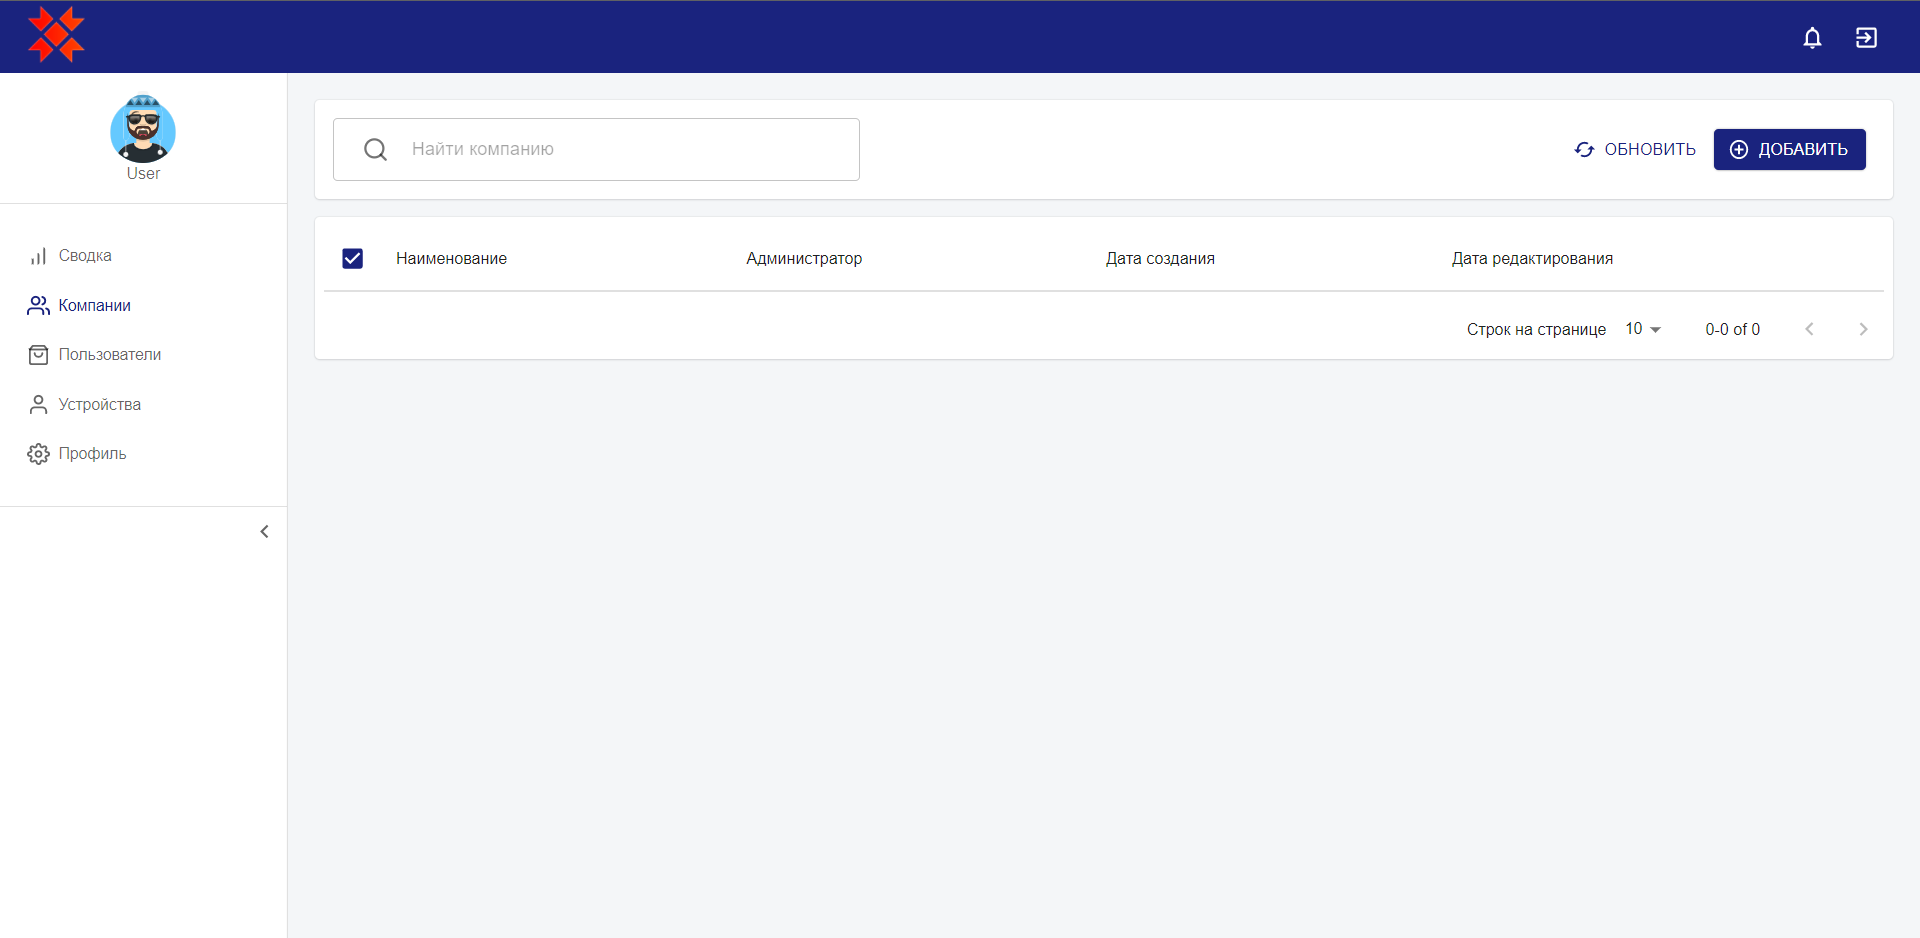 User
Сводка
Компании
Пользователи
Устройства
Профиль
Найти компанию
ОБНОВИТЬ
ДОБАВИТЬ
Наименование Администратор Дата создания Дата редактирования
Строк на странице 10 0-0 of 0